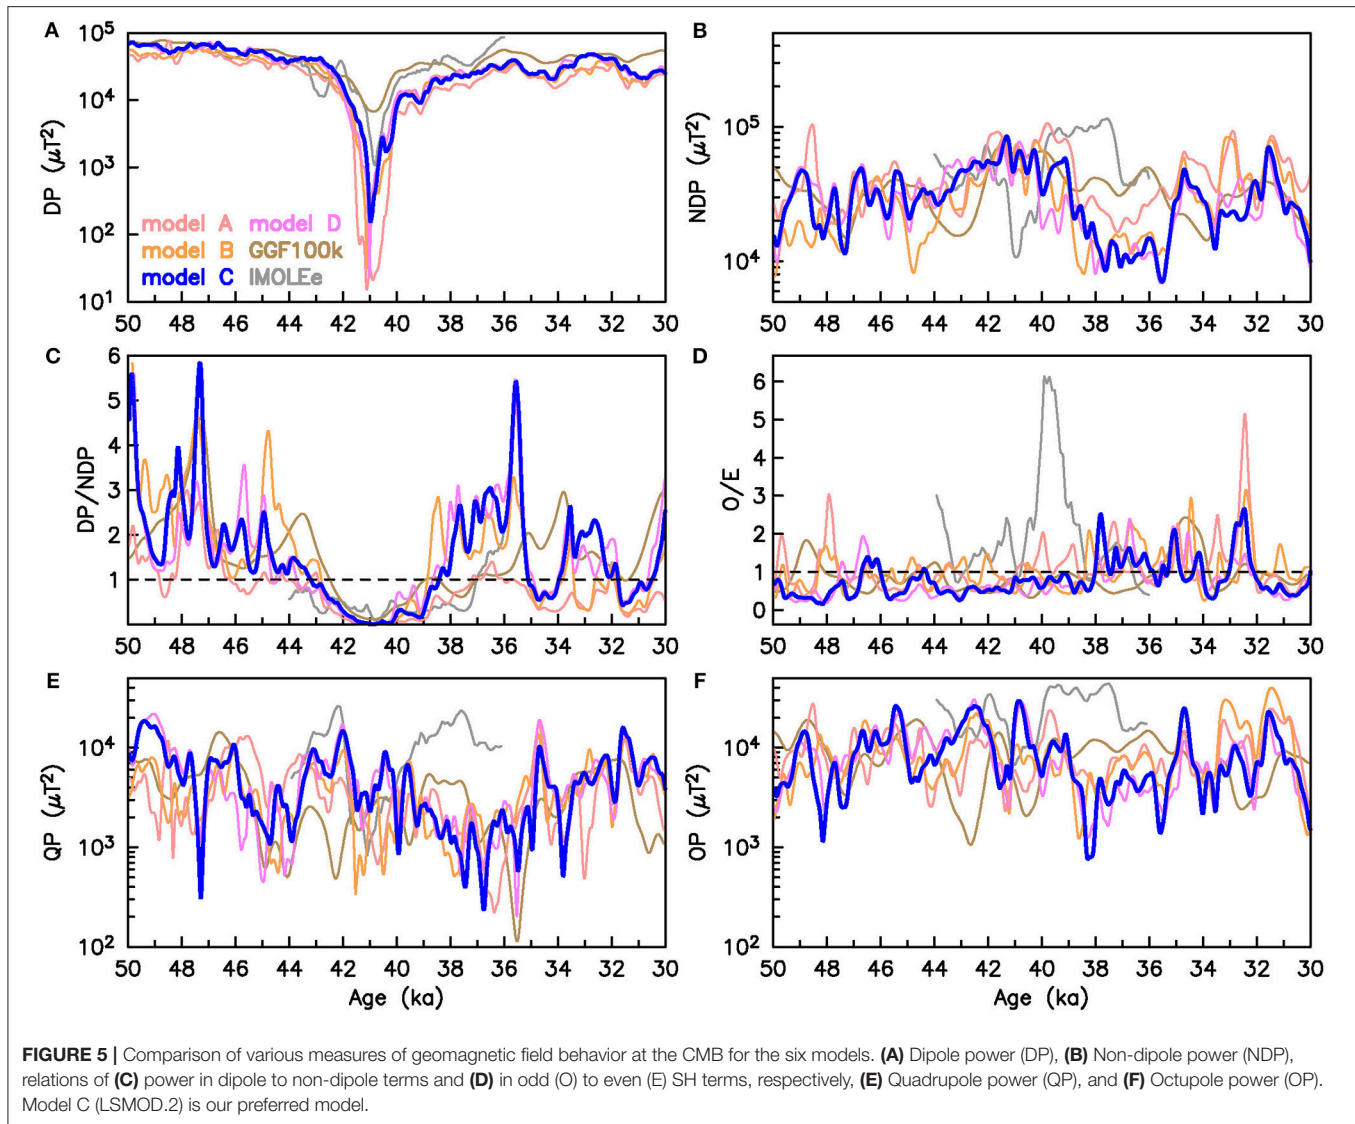 A
B
10⁵
10⁴
10³
10²
10¹
DP (μT²)
model A model D
model B GGF100k
model C IMOLEe
50 48 46 44 42 40 38 36 34 32 30
10⁵
10⁴
NDP (μT²)
50 48 46 44 42 40 38 36 34 32 30
C
D
6
5
4
3
2
1
DP/NDP
50 48 46 44 42 40 38 36 34 32 30
6
5
4
3
2
1
0
O/E
50 48 46 44 42 40 38 36 34 32 30
E
F
10⁴
10³
10²
QP (μT²)
50 48 46 44 42 40 38 36 34 32 30
Age (ka)
10⁴
10³
10²
OP (μT²)
50 48 46 44 42 40 38 36 34 32 30
Age (ka)
FIGURE 5 | Comparison of various measures of geomagnetic field behavior at the CMB for the six models. (A) Dipole power (DP), (B) Non-dipole power (NDP),
relations of (C) power in dipole to non-dipole terms and (D) in odd (O) to even (E) SH terms, respectively, (E) Quadrupole power (QP), and (F) Octupole power (OP).
Model C (LSMOD.2) is our preferred model.